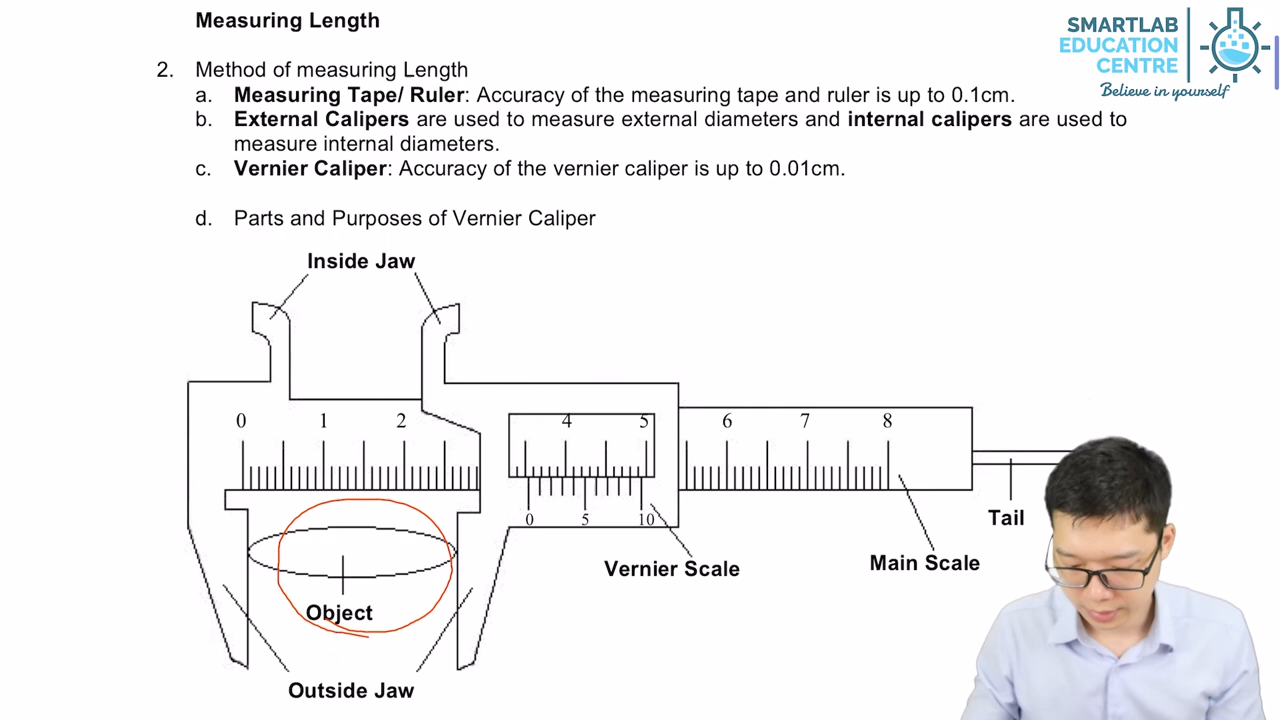 Measuring Length
SMARTLAB
EDUCATION
CENTRE
Believe in yourself
2. Method of measuring Length
a. Measuring Tape/ Ruler: Accuracy of the measuring tape and ruler is up to 0.1cm.
b. External Calipers are used to measure external diameters and internal calipers are used to
measure internal diameters.
c. Vernier Caliper: Accuracy of the vernier caliper is up to 0.01cm.
d. Parts and Purposes of Vernier Caliper
Inside Jaw
0 1 2 4 5 6 7 8
0 5 10
Tail
Vernier Scale
Main Scale
Object
Outside Jaw